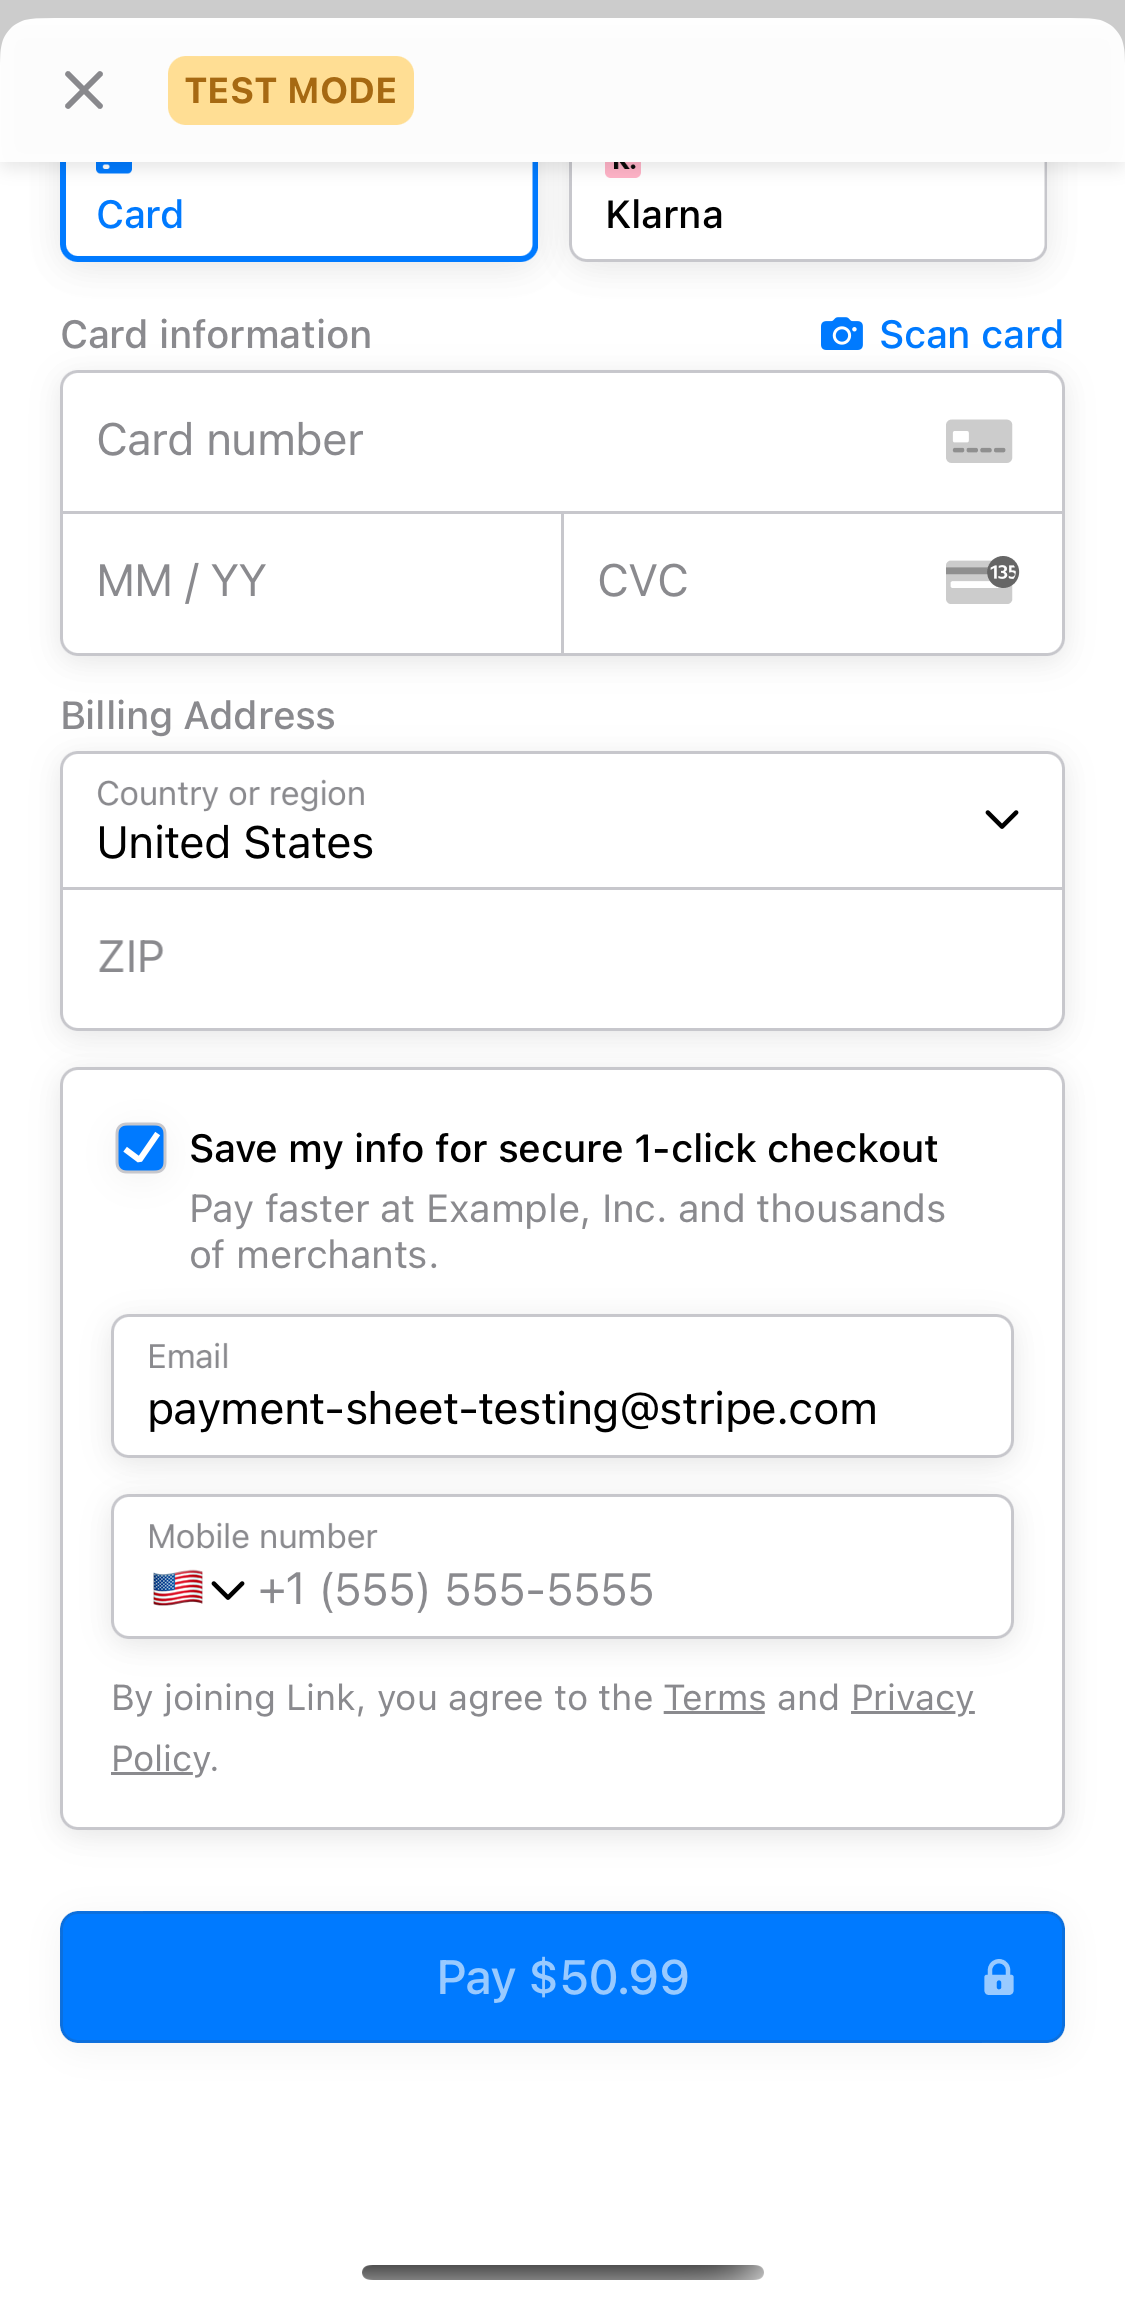 TEST MODE
K.
Card
Klarna
Card information
Scan card
Card number
MM / YY
CVC
135
Billing Address
Country or region
United States
ZIP
Save my info for secure 1-click checkout
Pay faster at Example, Inc. and thousands
of merchants.
Email
payment-sheet-testing@stripe.com
Mobile number
+1 (555) 555-5555
By joining Link, you agree to the Terms and Privacy
Policy.
Pay $50.99